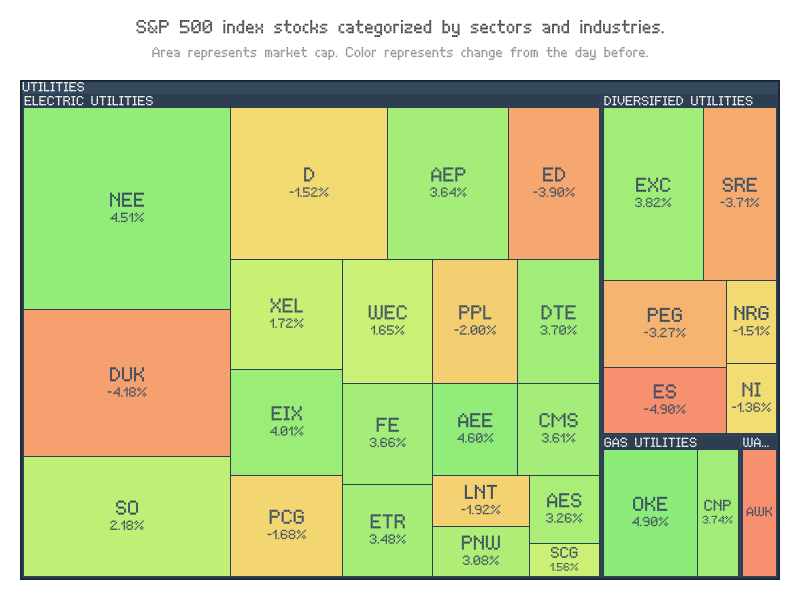 S&P 500 index stocks categorized by sectors and industries.
Area represents market cap. Color represents change from the day before.
UTILITIES
ELECTRIC UTILITIES
NEE
4.51%
DUK
-4.18%
SO
2.18%
D
-1.52%
AEP
3.64%
ED
-3.90%
XEL
1.72%
WEC
1.65%
PPL
-2.00%
DTE
3.70%
EIX
4.01%
FE
3.66%
AEE
4.60%
CMS
3.61%
PCG
-1.68%
ETR
3.48%
LNT
-1.92%
PNW
3.08%
AES
3.26%
SCG
1.56%
DIVERSIFIED UTILITIES
EXC
3.82%
SRE
-3.71%
PEG
-3.27%
NRG
-1.51%
ES
-4.90%
NI
-1.36%
GAS UTILITIES
OKE
4.90%
CNP
3.74%
WA...
AWK